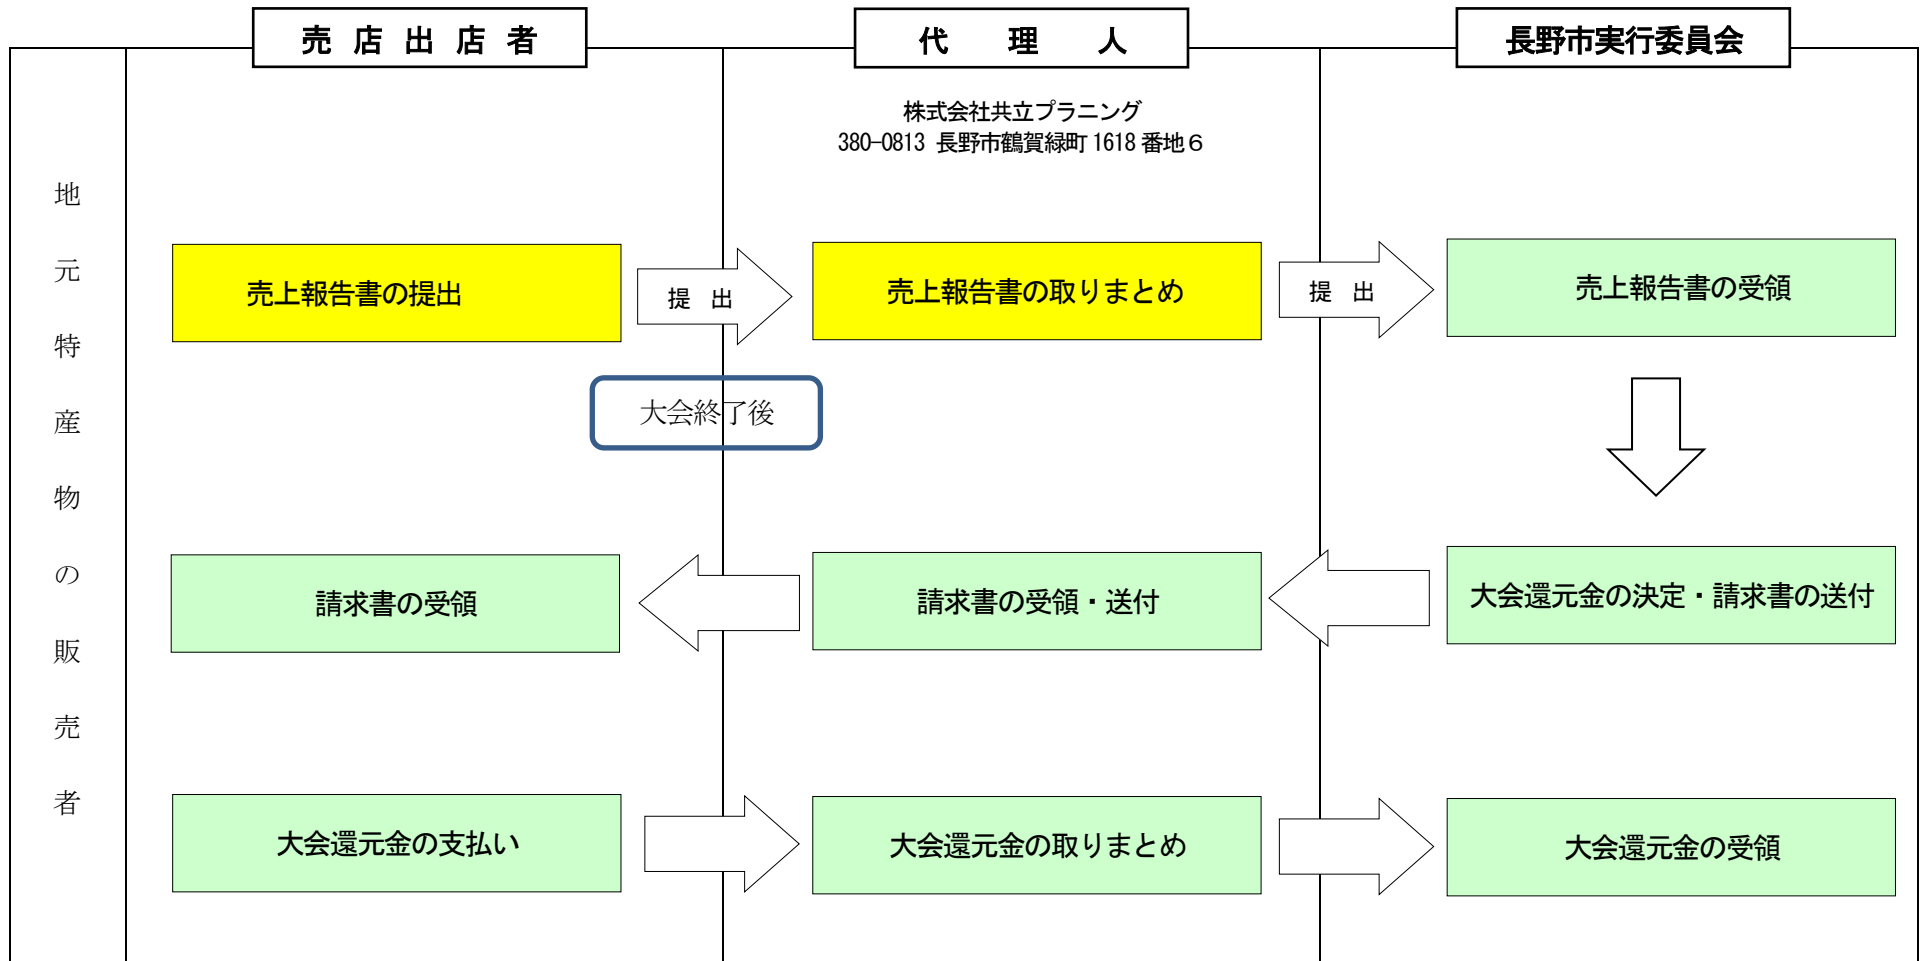 売店出店者
代理人
長野市実行委員会
株式会社共立プラニング
380-0813 長野市鶴賀緑町1618番地６
地元特産物の販売者
売上報告書の提出
提出
売上報告書の取りまとめ
提出
売上報告書の受領
大会終了後
請求書の受領
請求書の受領・送付
大会還元金の決定・請求書の送付
大会還元金の支払い
大会還元金の取りまとめ
大会還元金の受領